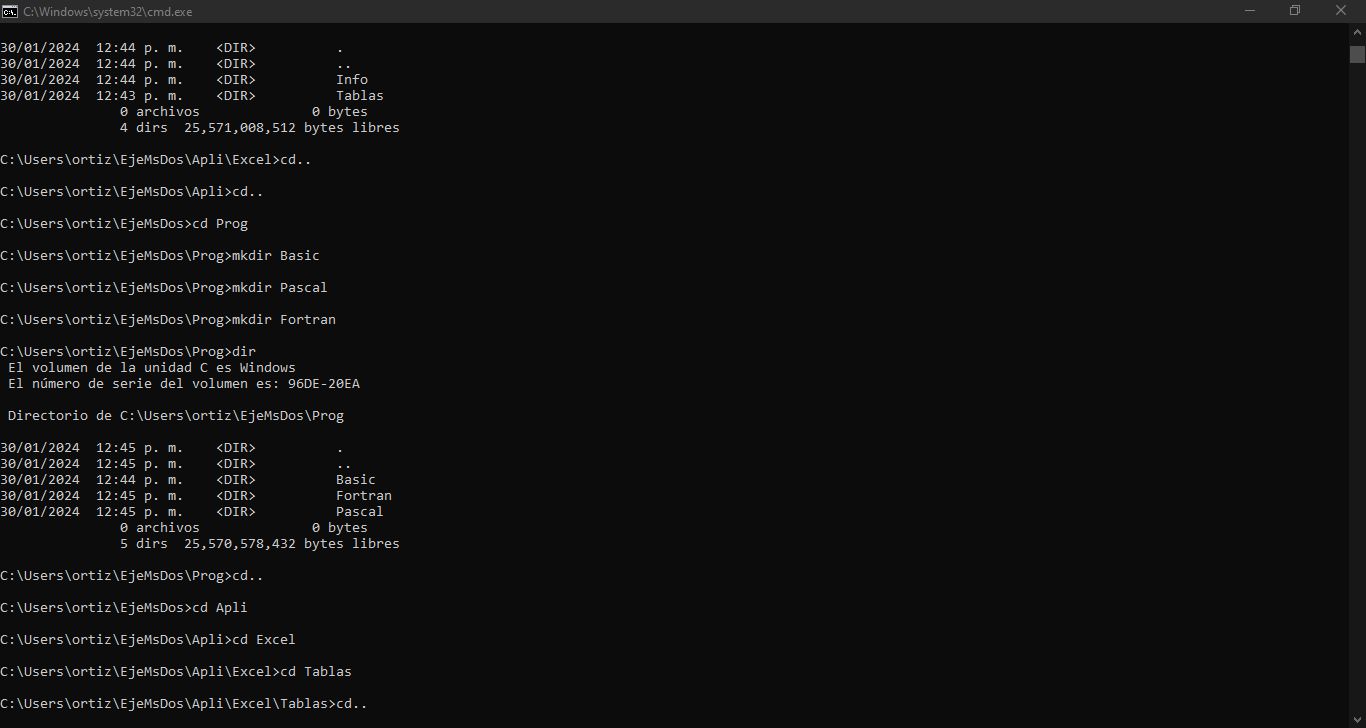 C:\Windows\system32\cmd.exe
30/01/2024  12:44 p. m.    <DIR>          .
30/01/2024  12:44 p. m.    <DIR>          ..
30/01/2024  12:44 p. m.    <DIR>          Info
30/01/2024  12:43 p. m.    <DIR>          Tablas
               0 archivos              0 bytes
               4 dirs  25,571,008,512 bytes libres
C:\Users\ortiz\EjeMsDos\Apli\Excel>cd..
C:\Users\ortiz\EjeMsDos\Apli>cd..
C:\Users\ortiz\EjeMsDos>cd Prog
C:\Users\ortiz\EjeMsDos\Prog>mkdir Basic
C:\Users\ortiz\EjeMsDos\Prog>mkdir Pascal
C:\Users\ortiz\EjeMsDos\Prog>mkdir Fortran
C:\Users\ortiz\EjeMsDos\Prog>dir
 El volumen de la unidad C es Windows
 El número de serie del volumen es: 96DE-20EA
 Directorio de C:\Users\ortiz\EjeMsDos\Prog
30/01/2024  12:45 p. m.    <DIR>          .
30/01/2024  12:45 p. m.    <DIR>          ..
30/01/2024  12:44 p. m.    <DIR>          Basic
30/01/2024  12:45 p. m.    <DIR>          Fortran
30/01/2024  12:45 p. m.    <DIR>          Pascal
               0 archivos              0 bytes
               5 dirs  25,570,578,432 bytes libres
C:\Users\ortiz\EjeMsDos\Prog>cd..
C:\Users\ortiz\EjeMsDos>cd Apli
C:\Users\ortiz\EjeMsDos\Apli>cd Excel
C:\Users\ortiz\EjeMsDos\Apli\Excel>cd Tablas
C:\Users\ortiz\EjeMsDos\Apli\Excel\Tablas>cd..